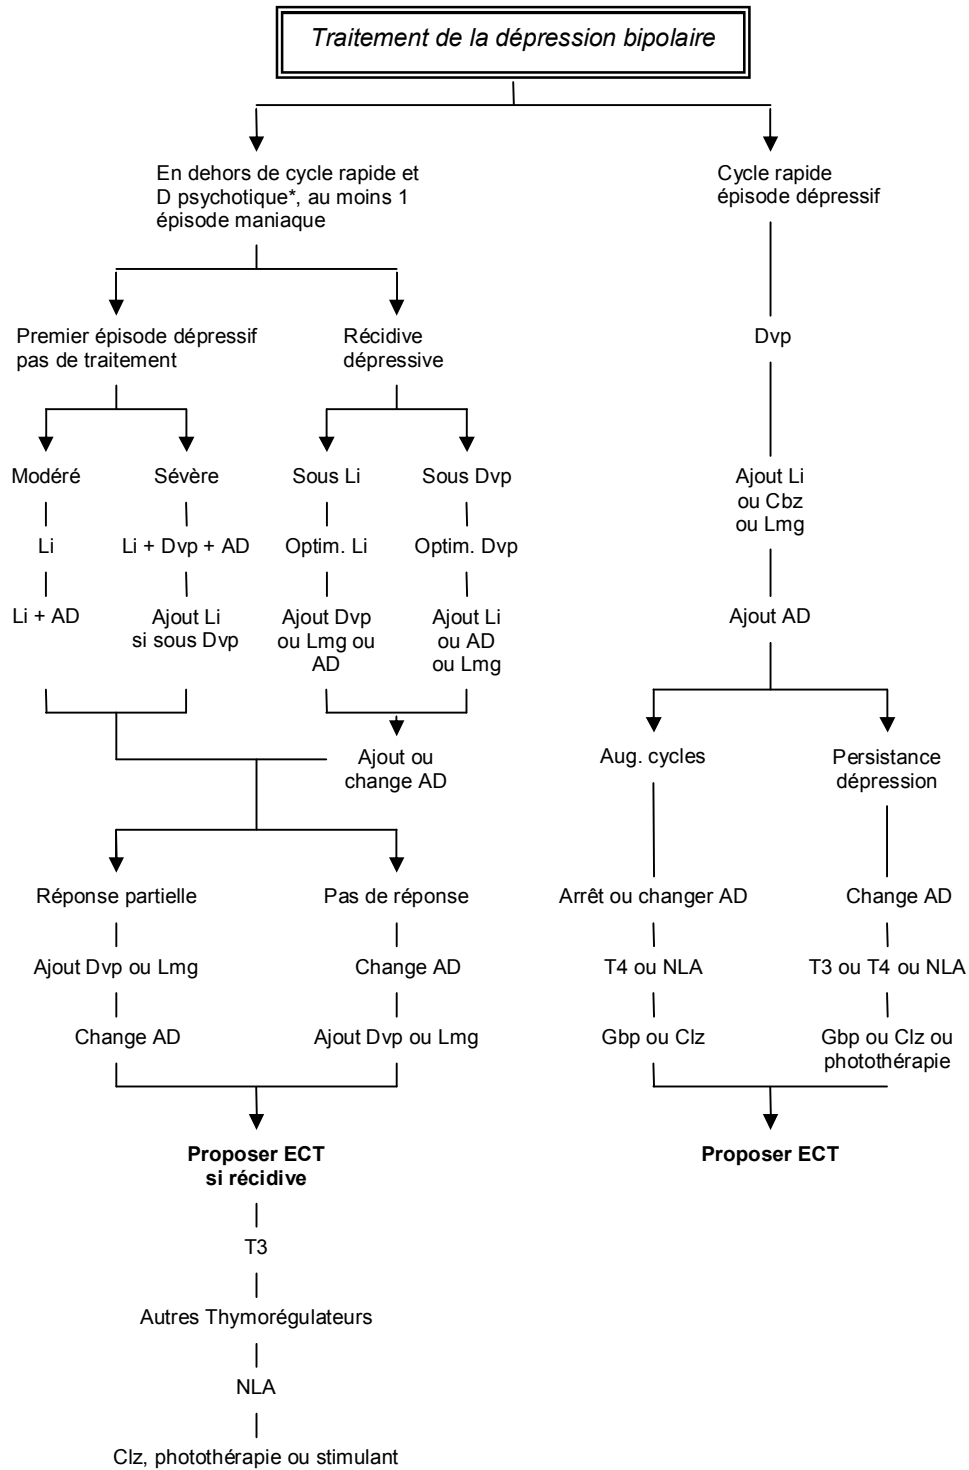 Traitement de la dépression bipolaire
En dehors de cycle rapide et
D psychotique*, au moins 1
épisode maniaque
Cycle rapide
épisode dépressif
Premier épisode dépressif
pas de traitement
Récidive
dépressive
Dvp
Modéré
Sévère
Sous Li
Sous Dvp
Ajout Li
ou Cbz
ou Lmg
Li
Li + Dvp + AD
Optim. Li
Optim. Dvp
Li + AD
Ajout Li
si sous Dvp
Ajout Dvp
ou Lmg ou
AD
Ajout Li
ou AD
ou Lmg
Ajout AD
Ajout ou
change AD
Aug. cycles
Persistance
dépression
Réponse partielle
Pas de réponse
Arrêt ou changer AD
Change AD
Ajout Dvp ou Lmg
Change AD
T4 ou NLA
T3 ou T4 ou NLA
Change AD
Ajout Dvp ou Lmg
Gbp ou Clz
Gbp ou Clz ou
photothérapie
Proposer ECT
si récidive
Proposer ECT
T3
Autres Thymorégulateurs
NLA
Clz, photothérapie ou stimulant